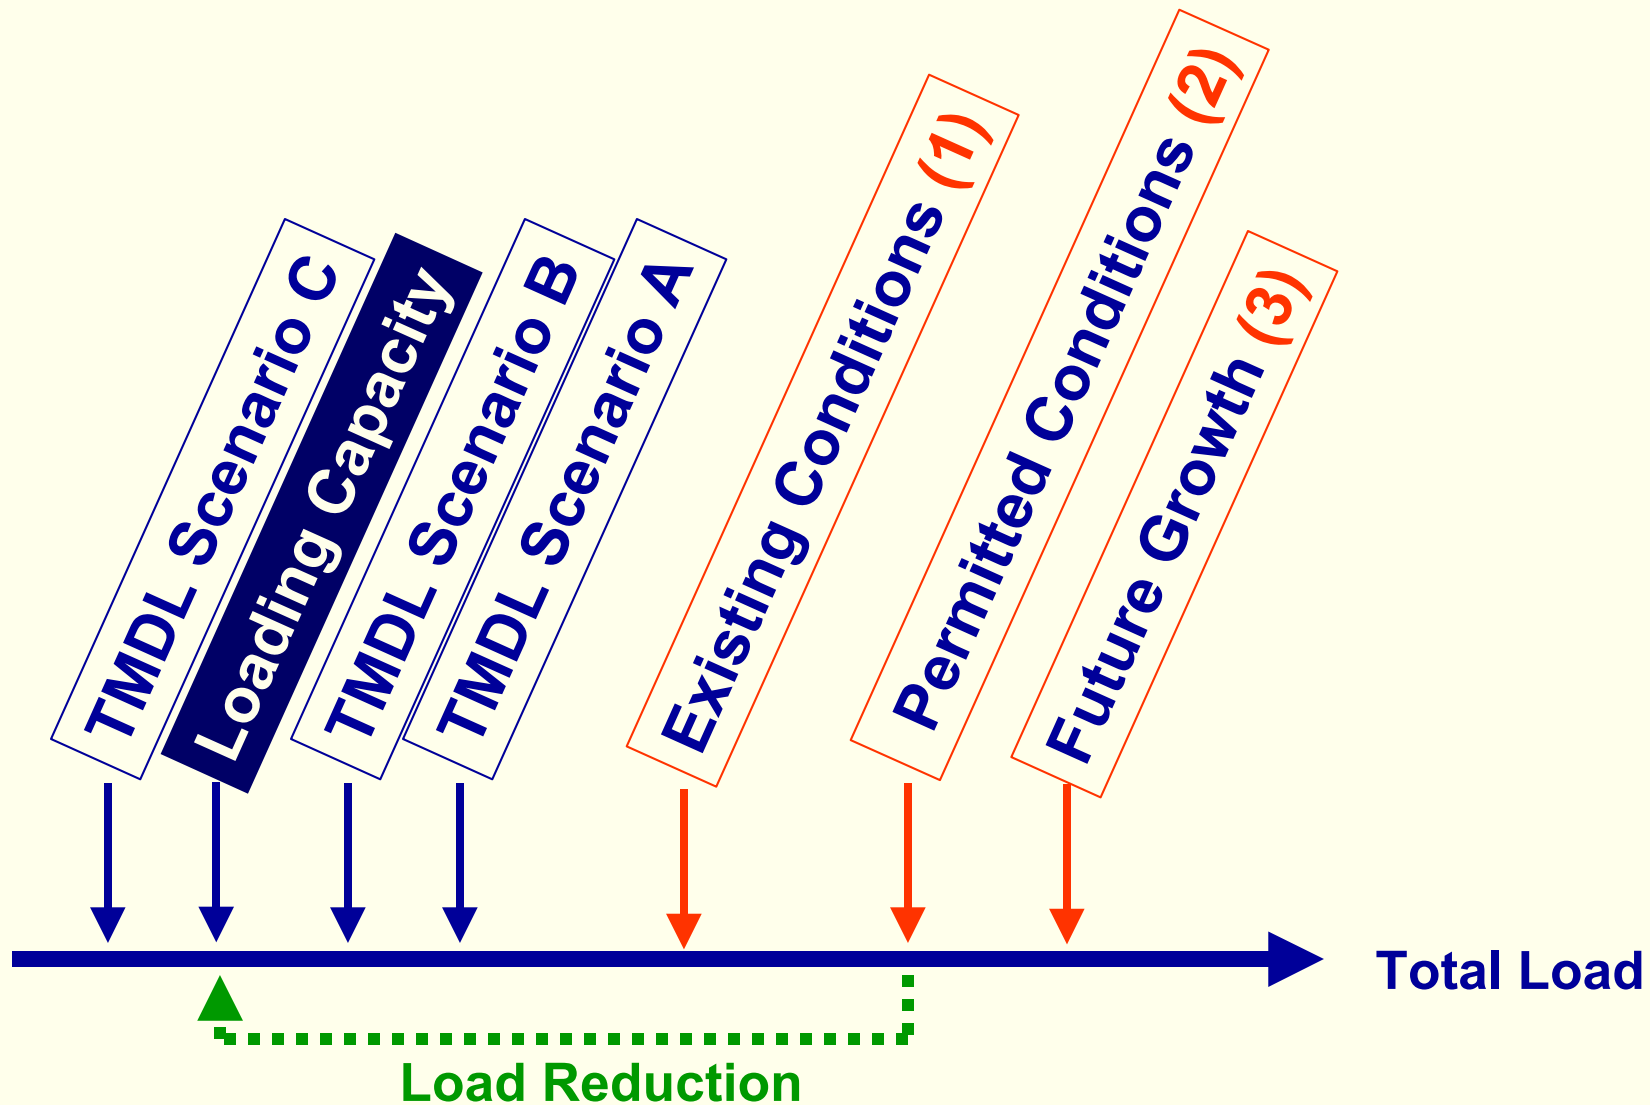 TMDL Scenario C
Loading Capacity
TMDL Scenario B
TMDL Scenario A
Existing Conditions (1)
Permitted Conditions (2)
Future Growth (3)
Total Load
Load Reduction